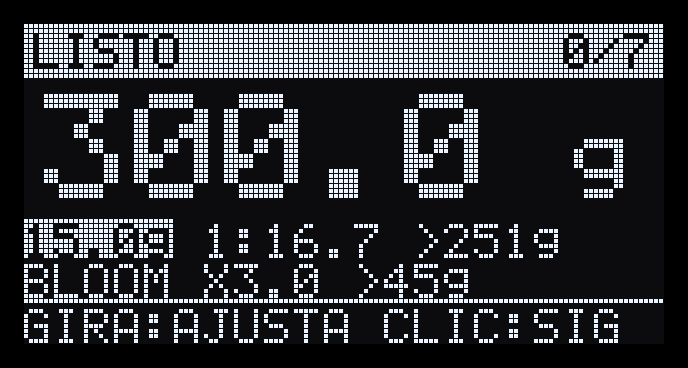 LISTO 0/7
300.0 g
15.0g 1:16.7 >251g
BLOOM X3.0 >45g
GIRA:AJUSTA CLIC:SIG